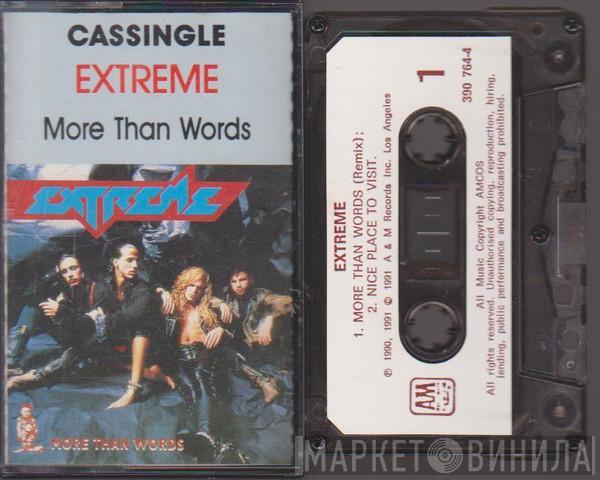 CASSINGLE
EXTREME
More Than Words
EXTREME
MORE THAN WORDS
1
390 764-4
EXTREME
1. MORE THAN WORDS (Remix);
2. NICE PLACE TO VISIT.
℗ 1990, 1991 © 1991 A & M Records Inc. Los Angeles
All Music Copyright AMCOS
All rights reserved. Unauthorised copying, reproduction, hiring,
lending, public performance and broadcasting prohibited.
AM
МАРКЕТ ВИНИЛА